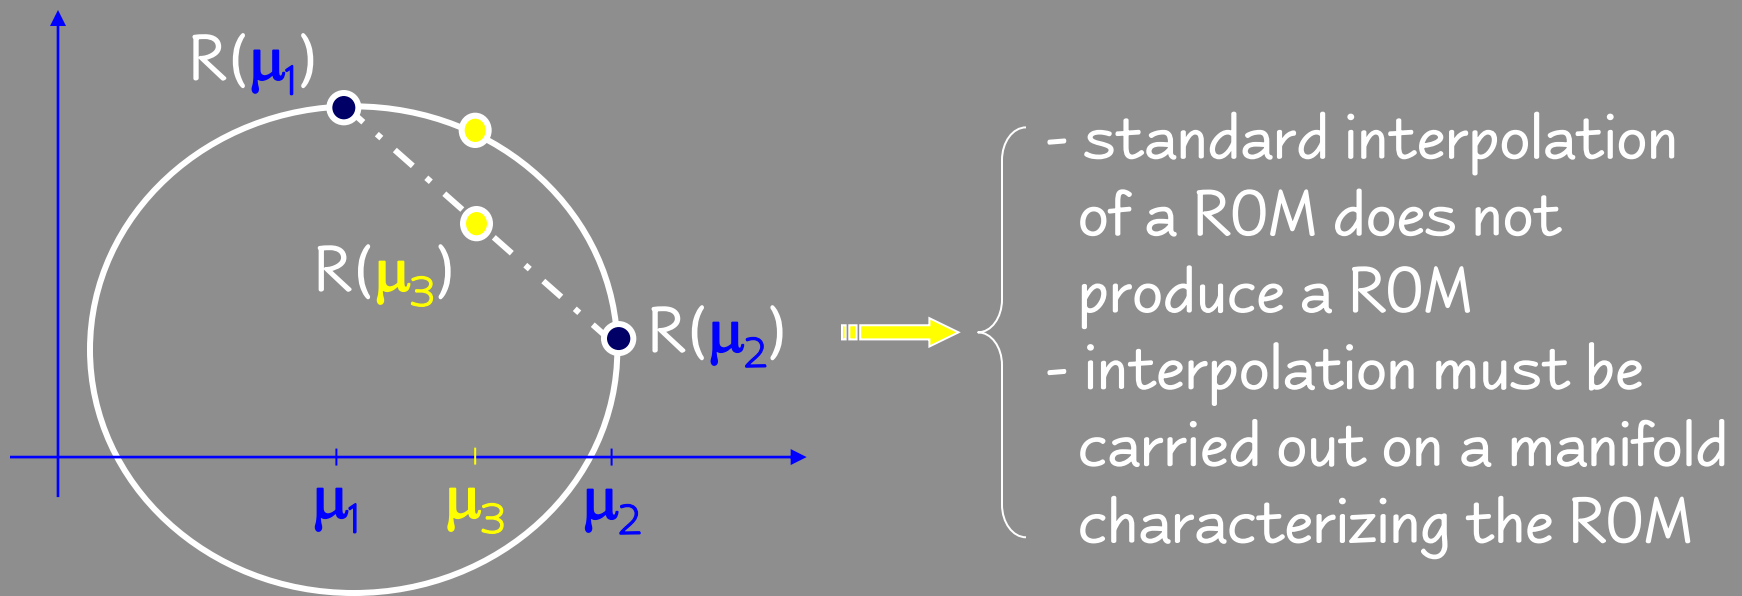 R(μ₁)
R(μ₃)
R(μ₂)
μ₁
μ₃
μ₂
- standard interpolation
of a ROM does not
produce a ROM
- interpolation must be
carried out on a manifold
characterizing the ROM